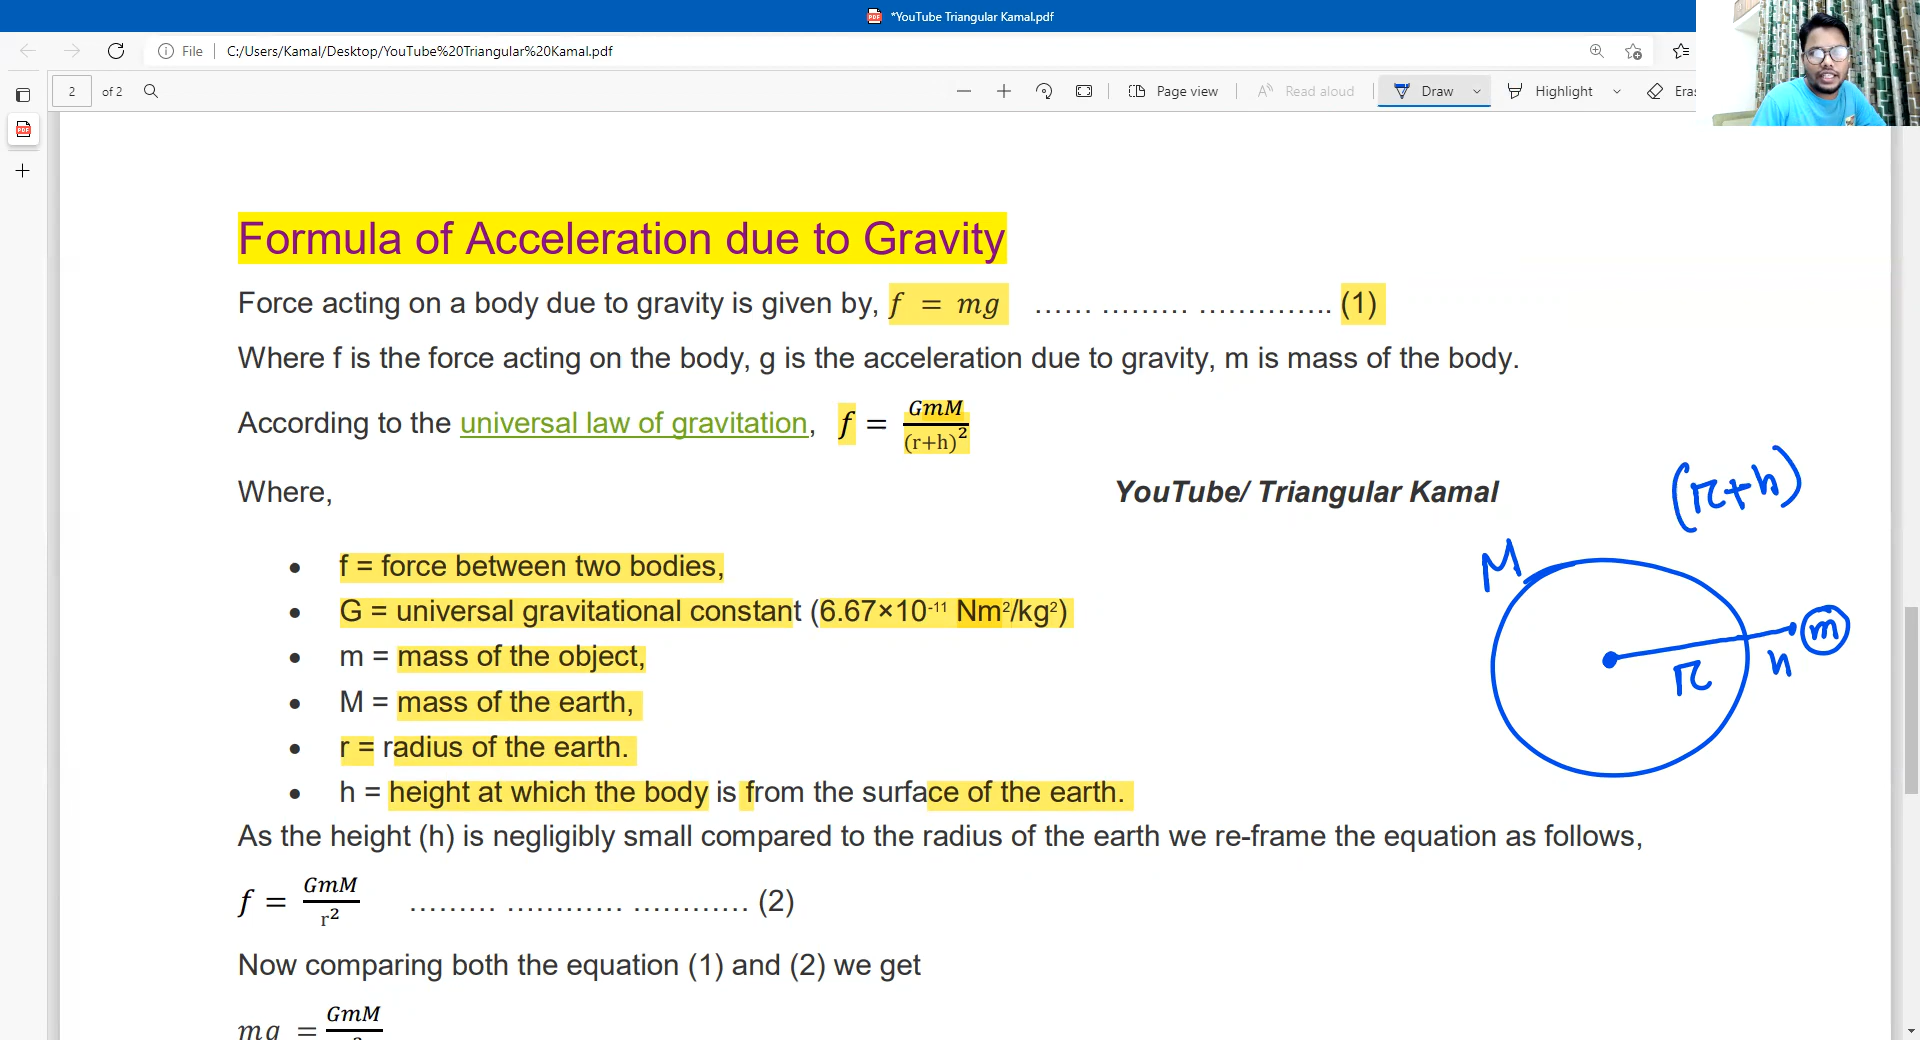 *YouTube Triangular Kamal.pdf
File | C:/Users/Kamal/Desktop/YouTube%20Triangular%20Kamal.pdf
2 of 2 Page view Read aloud Draw Highlight Eras
Formula of Acceleration due to Gravity
Force acting on a body due to gravity is given by, f = mg …… ……… ………….. (1)
Where f is the force acting on the body, g is the acceleration due to gravity, m is mass of the body.
According to the universal law of gravitation, f = GmM/(r+h)²
Where, YouTube/ Triangular Kamal
(r+h)
M
• f = force between two bodies,
• G = universal gravitational constant (6.67×10⁻¹¹ Nm²/kg²)
m
• m = mass of the object,
r h
• M = mass of the earth,
• r = radius of the earth.
• h = height at which the body is from the surface of the earth.
As the height (h) is negligibly small compared to the radius of the earth we re-frame the equation as follows,
f = GmM/r² ……… ………… ………… (2)
Now comparing both the equation (1) and (2) we get
mg = GmM